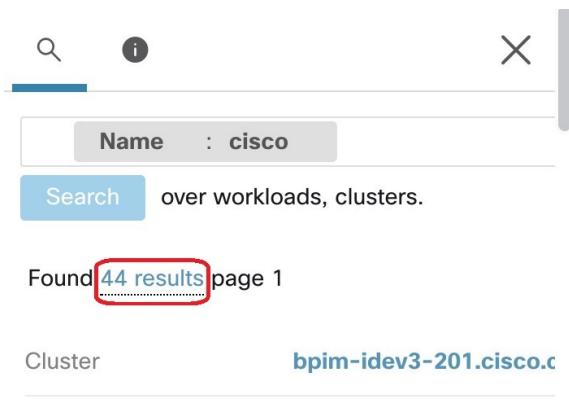 Name : cisco
Search over workloads, clusters.
Found 44 results page 1
Cluster bpim-idev3-201.cisco.c